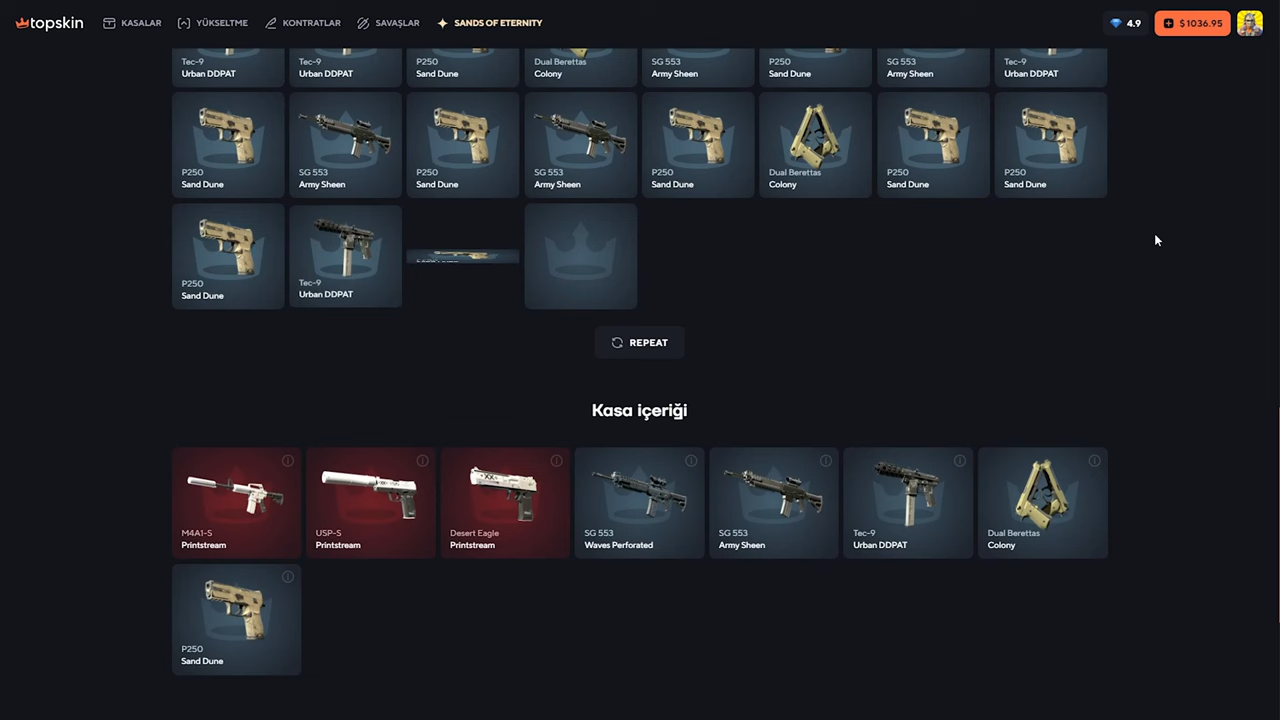 topskin
KASALAR
YÜKSELTME
KONTRATLAR
SAVAŞLAR
SANDS OF ETERNITY
4.9
$1036.95
Tec-9
Urban DDPAT
Tec-9
Urban DDPAT
P250
Sand Dune
Dual Berettas
Colony
SG 553
Army Sheen
P250
Sand Dune
SG 553
Army Sheen
Tec-9
Urban DDPAT
P250
Sand Dune
SG 553
Army Sheen
P250
Sand Dune
SG 553
Army Sheen
P250
Sand Dune
Dual Berettas
Colony
P250
Sand Dune
P250
Sand Dune
P250
Sand Dune
Tec-9
Urban DDPAT
REPEAT
Kasa içeriği
M4A1-S
Printstream
USP-S
Printstream
Desert Eagle
Printstream
SG 553
Waves Perforated
SG 553
Army Sheen
Tec-9
Urban DDPAT
Dual Berettas
Colony
P250
Sand Dune